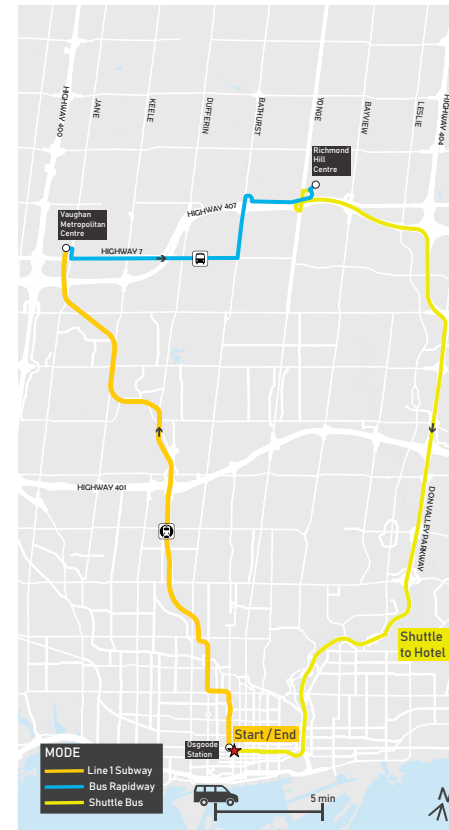 HIGHWAY 400
JANE
KEELE
DUFFERIN
BATHURST
YONGE
BAYVIEW
LESLIE
HIGHWAY 404
Richmond
Hill
Centre
HIGHWAY 407
Vaughan
Metropolitan
Centre
HIGHWAY 7
HIGHWAY 401
DON VALLEY PARKWAY
Shuttle
to Hotel
Start / End
Osgoode
Station
MODE
Line 1 Subway
Bus Rapidway
Shuttle Bus
5 min
N